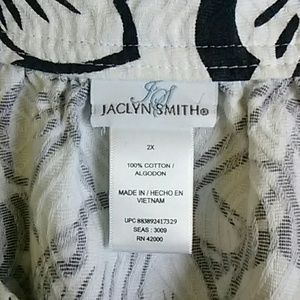 JS
JACLYN SMITH®
2X
100% COTTON /
ALGODON
MADE IN / HECHO EN
VIETNAM
UPC 883892417329
SEAS : 3009
RN 42000